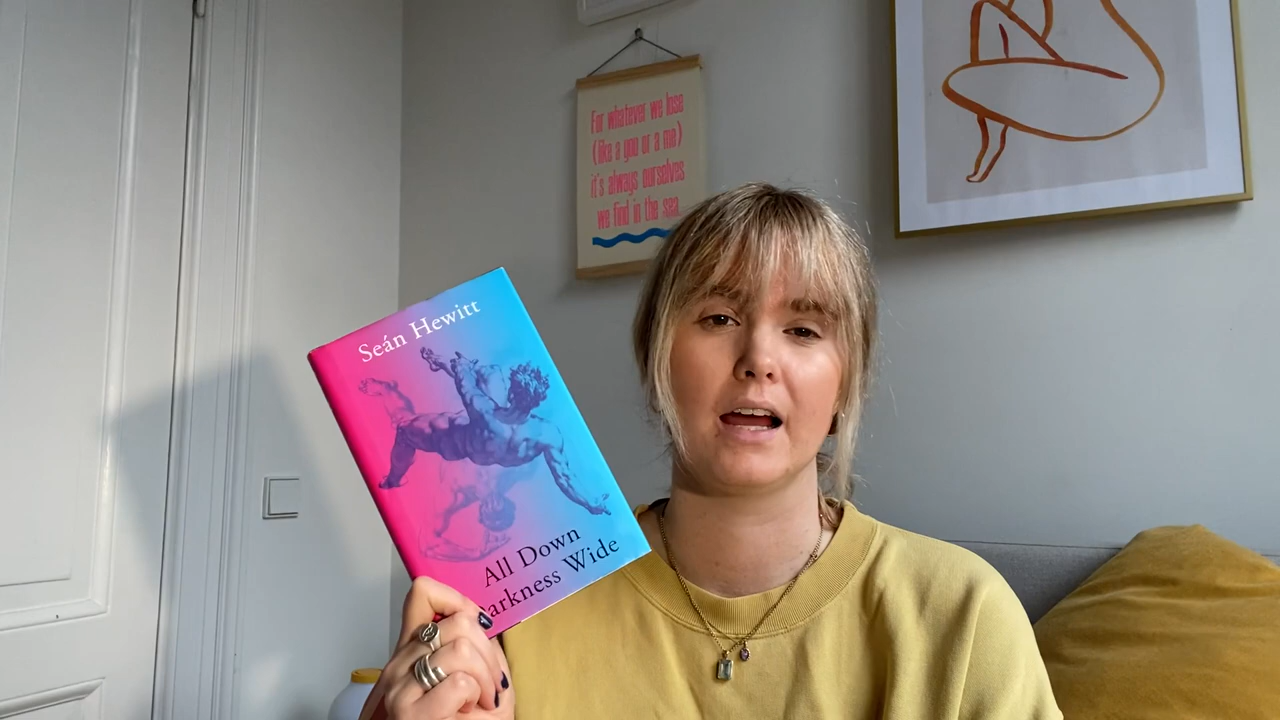 For whatever we lose
(like a you or a me)
it's always ourselves
we find in the sea
Seán Hewitt
All Down
Darkness Wide